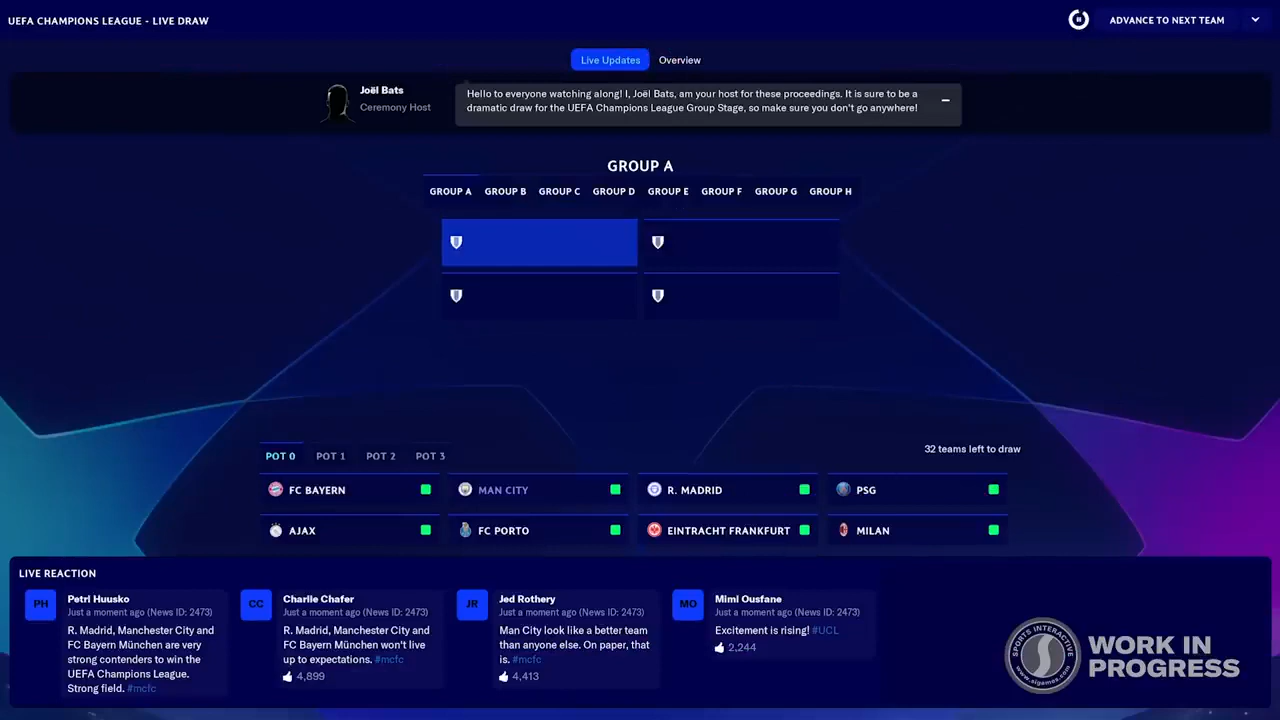 UEFA CHAMPIONS LEAGUE - LIVE DRAW
ADVANCE TO NEXT TEAM
Live Updates
Overview
Joël Bats
Ceremony Host
Hello to everyone watching along! I, Joël Bats, am your host for these proceedings. It is sure to be a
dramatic draw for the UEFA Champions League Group Stage, so make sure you don't go anywhere!
GROUP A
GROUP A GROUP B GROUP C GROUP D GROUP E GROUP F GROUP G GROUP H
POT 0 POT 1 POT 2 POT 3
32 teams left to draw
FC BAYERN
MAN CITY
R. MADRID
PSG
AJAX
FC PORTO
EINTRACHT FRANKFURT
MILAN
LIVE REACTION
PH
Petri Huusko
Just a moment ago (News ID: 2473)
R. Madrid, Manchester City and
FC Bayern München are very
strong contenders to win the
UEFA Champions League.
Strong field. #mcfc
CC
Charlie Chafer
Just a moment ago (News ID: 2473)
R. Madrid, Manchester City and
FC Bayern München won't live
up to expectations. #mcfc
4,899
JR
Jed Rothery
Just a moment ago (News ID: 2473)
Man City look like a better team
than anyone else. On paper, that
is. #mcfc
4,413
MO
Mimi Ousfane
Just a moment ago (News ID: 2473)
Excitement is rising! #UCL
2,244
SPORTS INTERACTIVE
www.sigames.com
WORK IN
PROGRESS